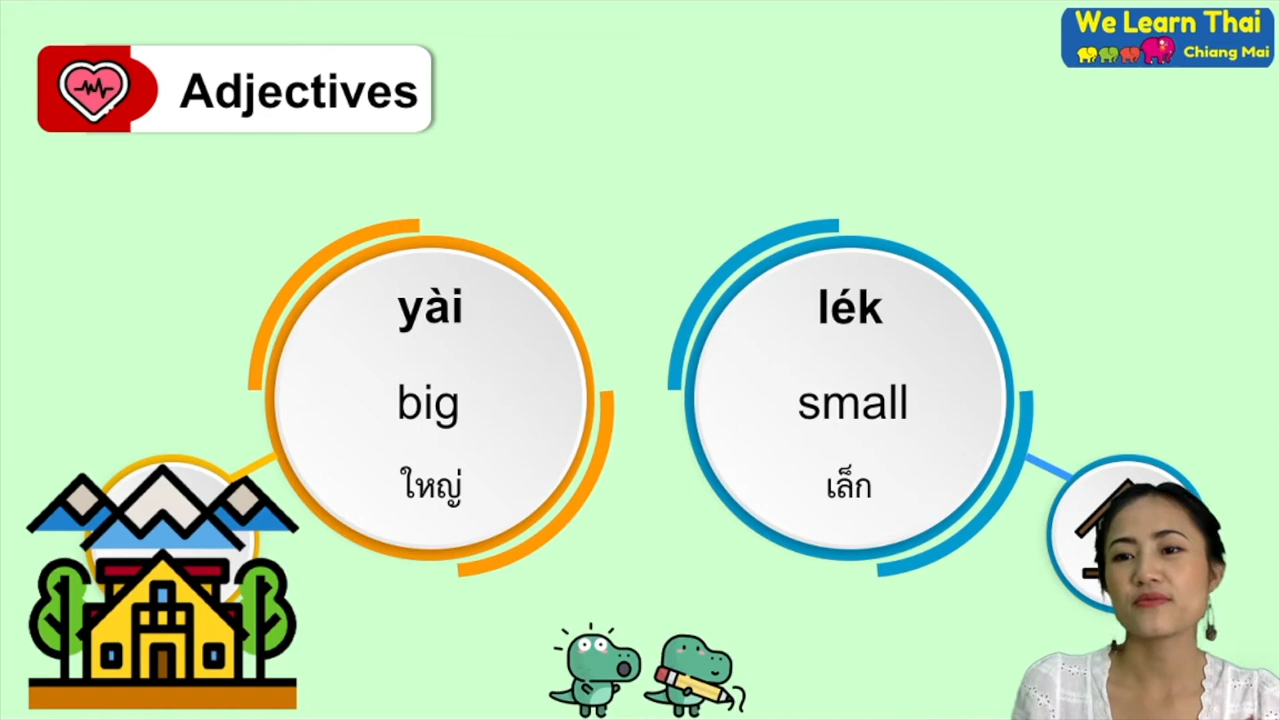 We Learn Thai
Chiang Mai
Adjectives
yài
big
ใหญ่
lék
small
เล็ก